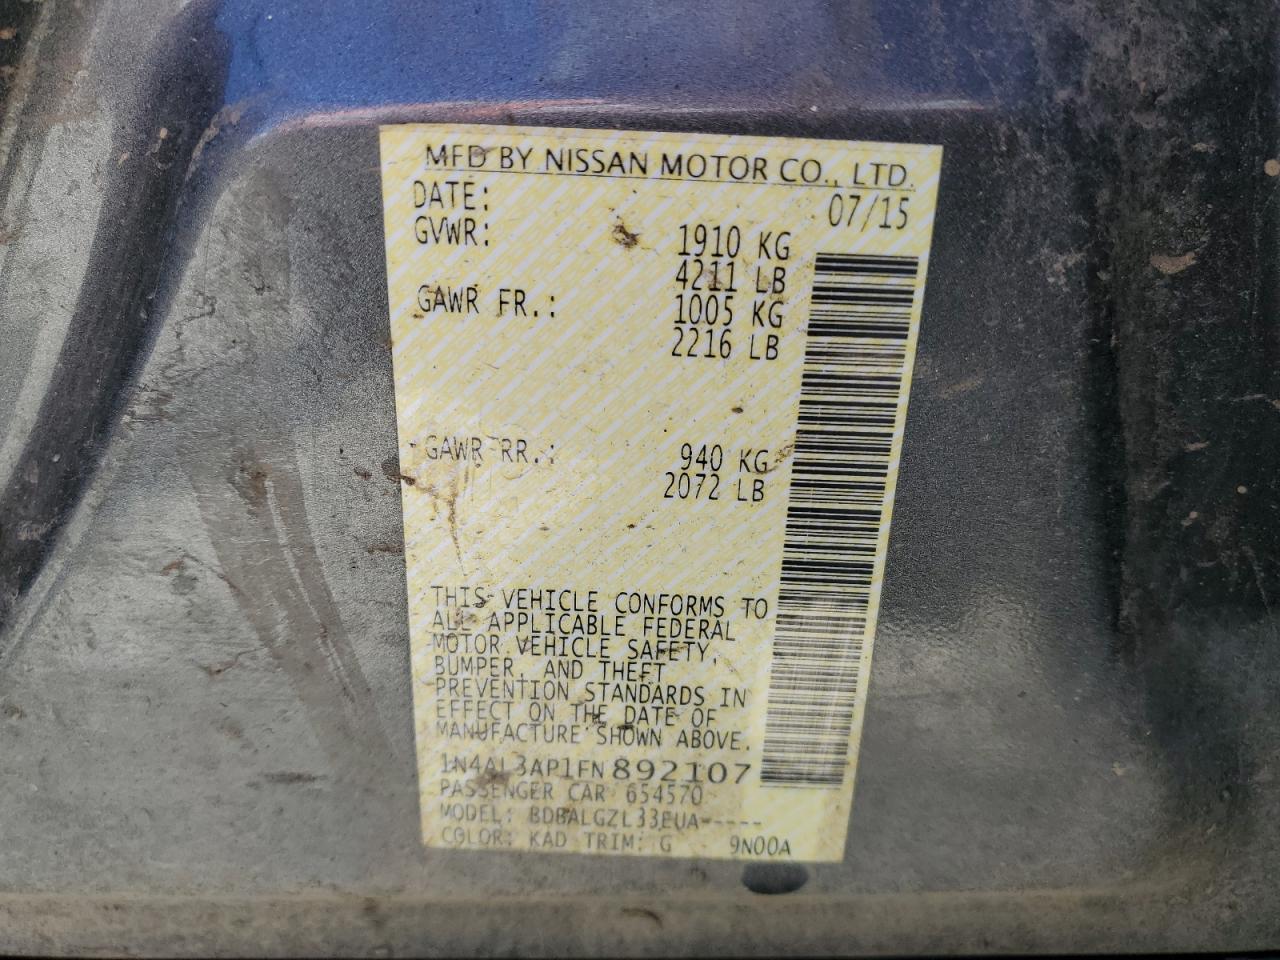 MFD BY NISSAN MOTOR CO., LTD.
DATE: 07/15
GVWR: 1910 KG
4211 LB
GAWR FR.: 1005 KG
2216 LB
GAWR RR.: 940 KG
2072 LB
THIS VEHICLE CONFORMS TO
ALL APPLICABLE FEDERAL
MOTOR VEHICLE SAFETY,
BUMPER, AND THEFT
PREVENTION STANDARDS IN
EFFECT ON THE DATE OF
MANUFACTURE SHOWN ABOVE.
1N4AL3AP1FN892107
PASSENGER CAR 654570
MODEL: BDBALGZL33EUA-----
COLOR: KAD TRIM: G 9N00A